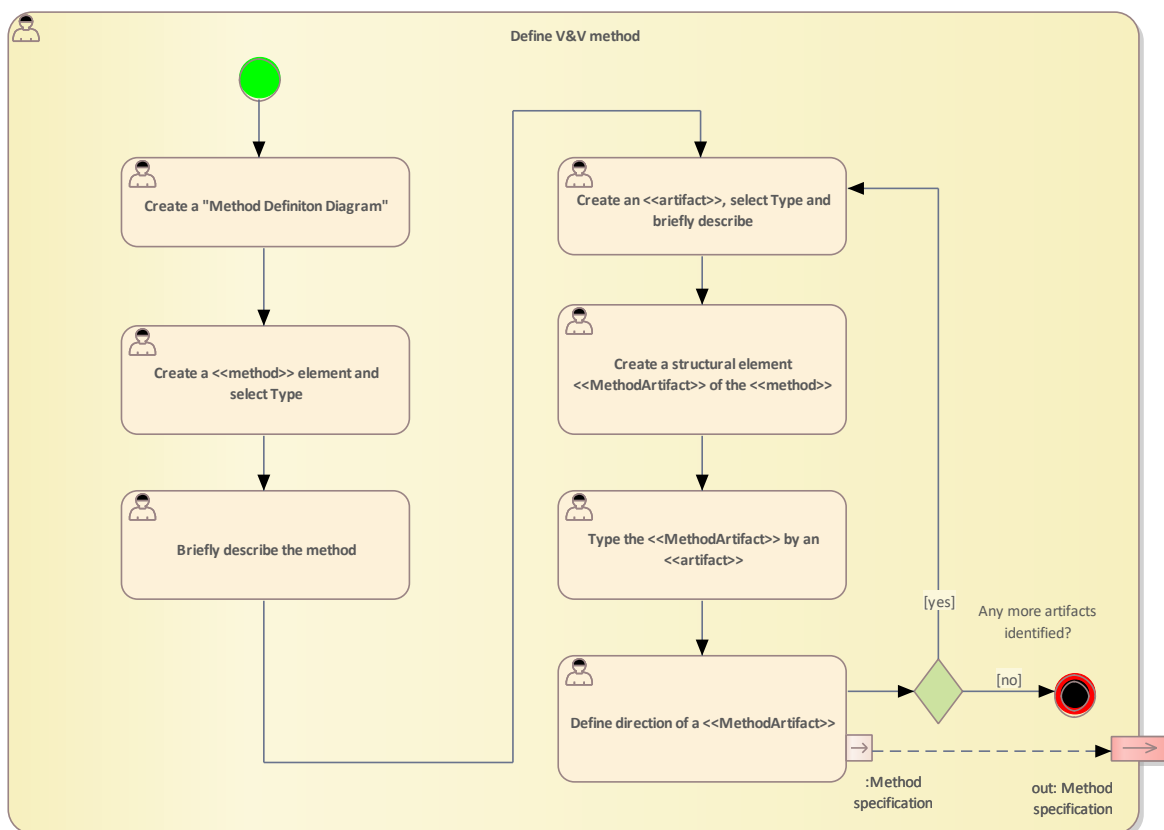 Define V&V method
Create a "Method Definiton Diagram"
Create a <<method>> element and
select Type
Briefly describe the method
Create an <<artifact>>, select Type and
briefly describe
Create a structural element
<<MethodArtifact>> of the <<method>>
Type the <<MethodArtifact>> by an
<<artifact>>
Define direction of a <<MethodArtifact>>
[yes]
Any more artifacts
identified?
[no]
:Method
specification
out: Method
specification